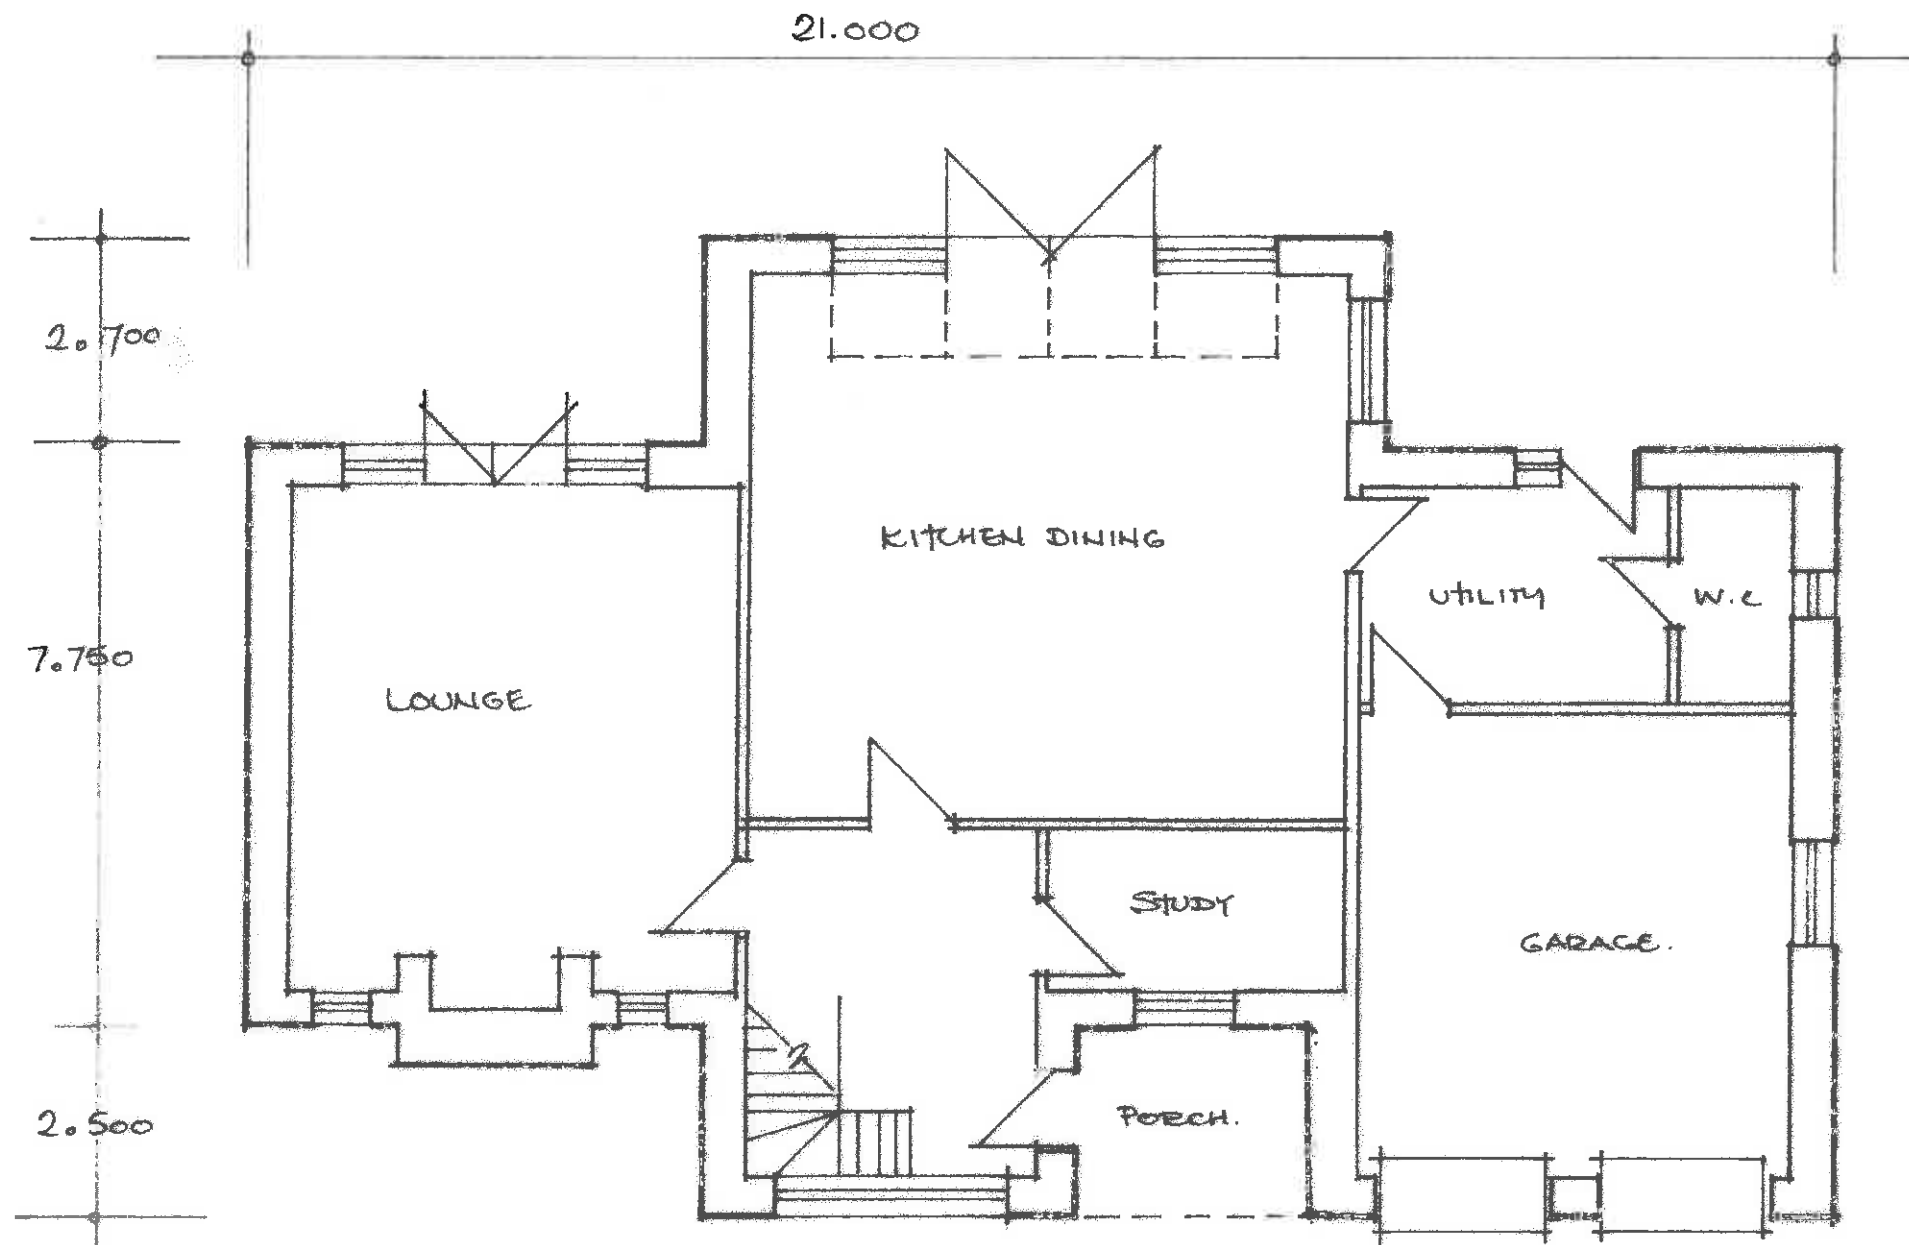 21.000
2.700
KITCHEN DINING
UTILITY
W.C
7.750
LOUNGE
STUDY
GARAGE.
PORCH.
2.500